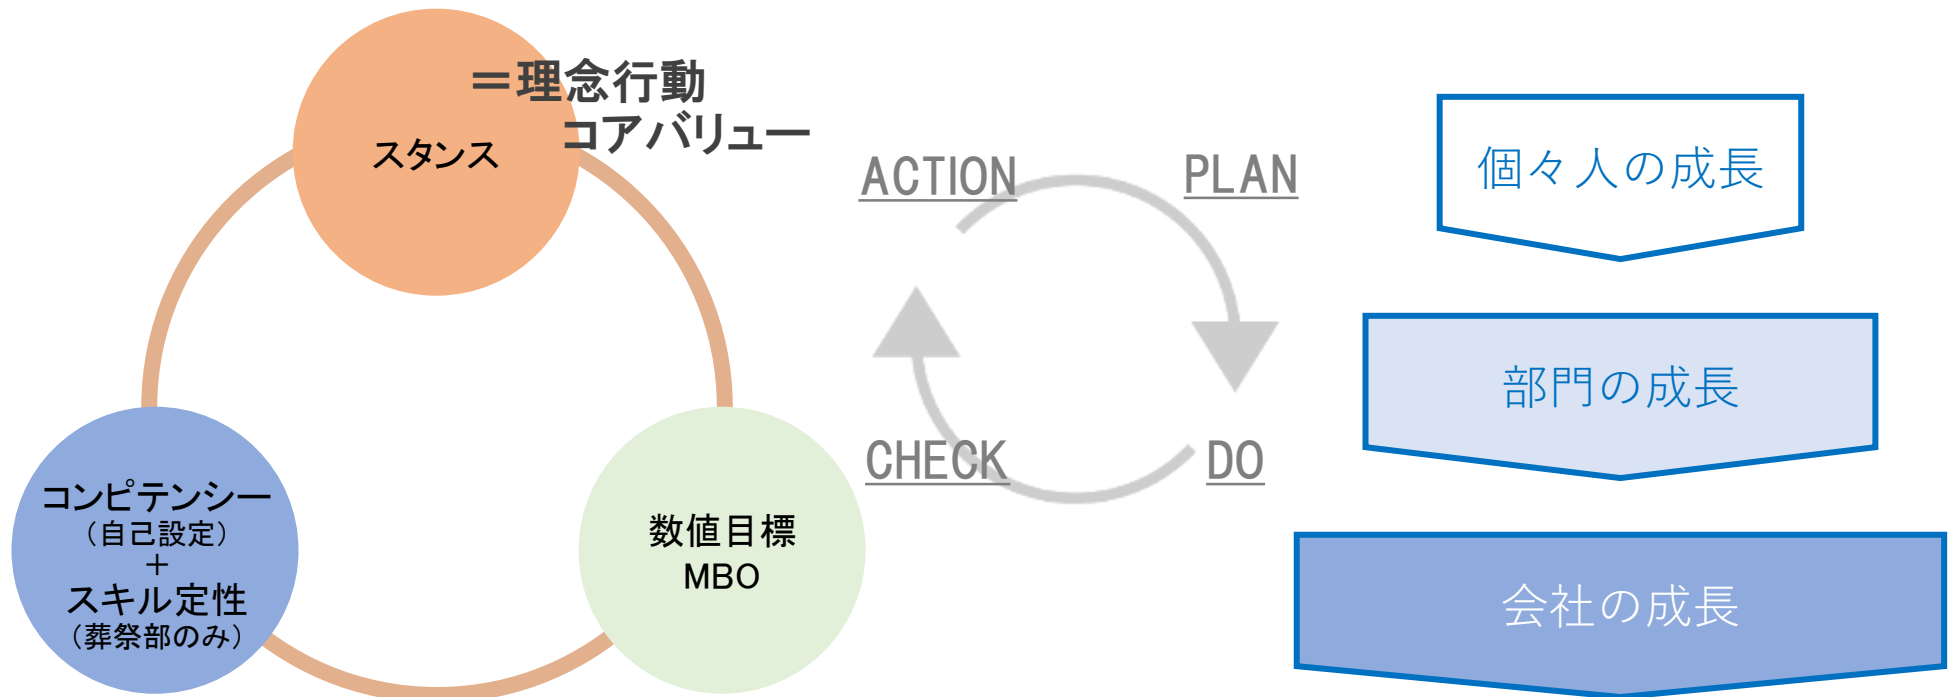 ＝理念行動
コアバリュー
スタンス
コンピテンシー
（自己設定）
＋
スキル定性
（葬祭部のみ）
数値目標
MBO
ACTION
PLAN
CHECK
DO
個々人の成長
部門の成長
会社の成長